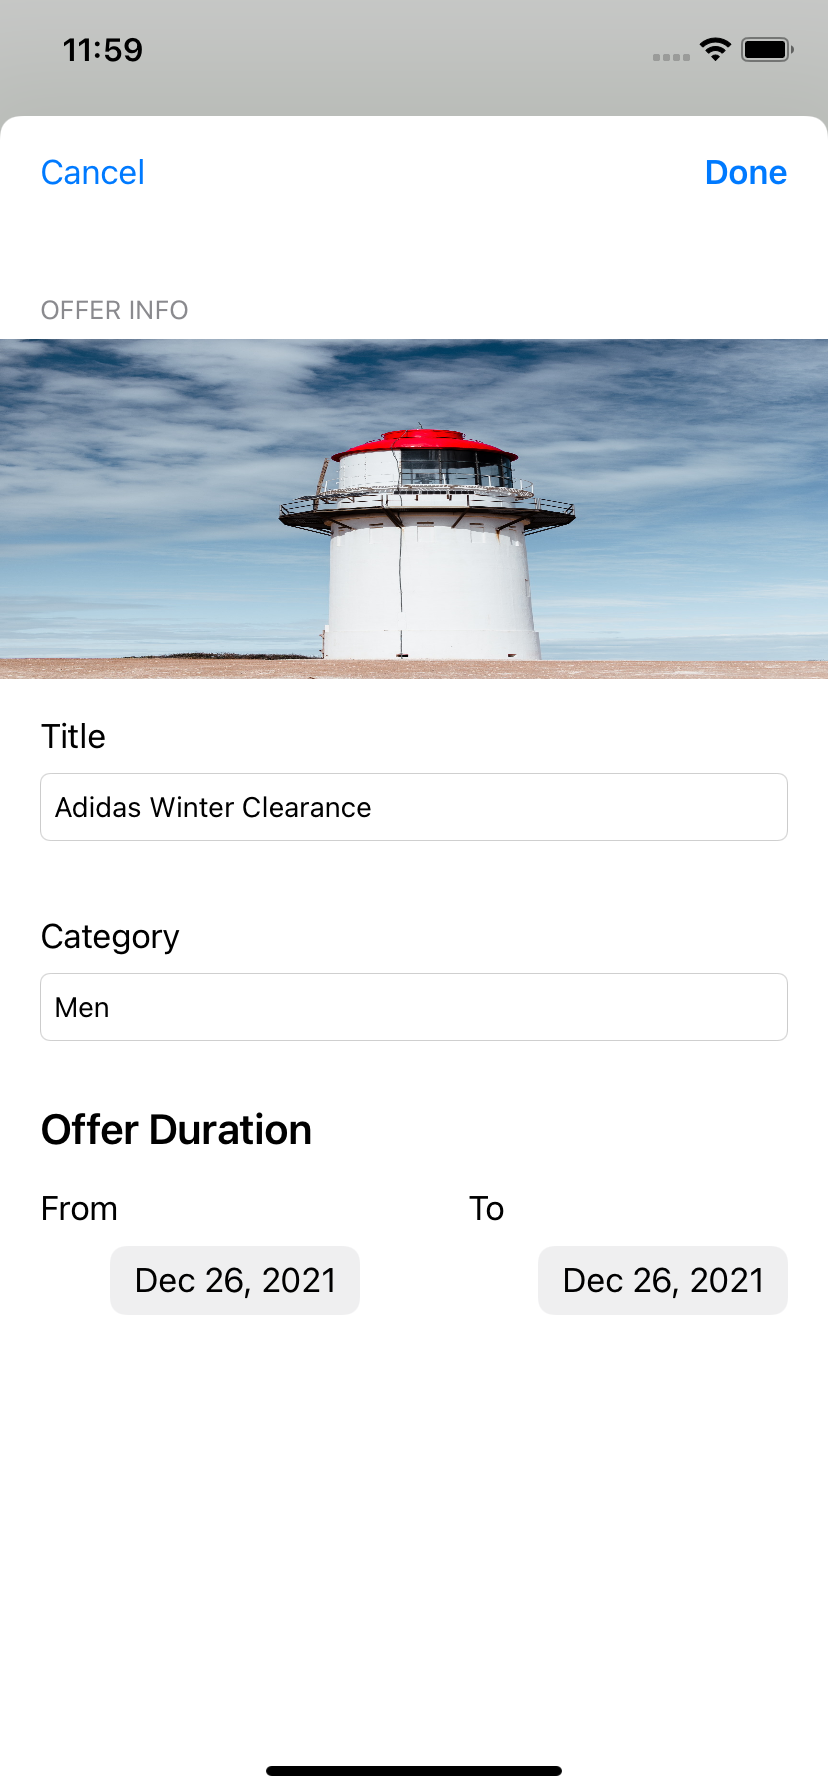 11:59
Cancel Done
OFFER INFO
Title
Adidas Winter Clearance
Category
Men
Offer Duration
From To
Dec 26, 2021 Dec 26, 2021